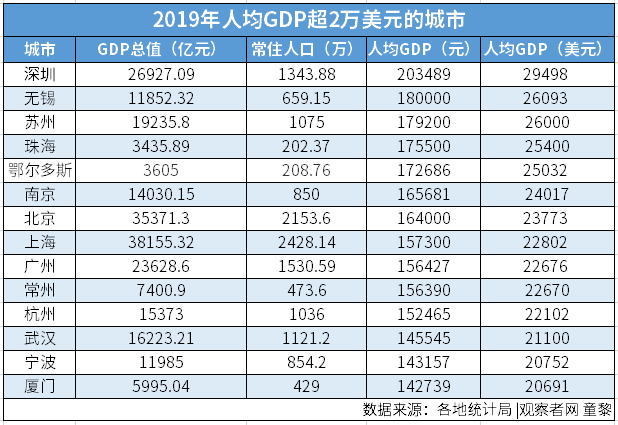 2019年人均GDP超2万美元的城市
城市 GDP总值（亿元） 常住人口（万） 人均GDP（元） 人均GDP（美元）
深圳 26927.09 1343.88 203489 29498
无锡 11852.32 659.15 180000 26093
苏州 19235.8 1075 179200 26000
珠海 3435.89 202.37 175500 25400
鄂尔多斯 3605 208.76 172686 25032
南京 14030.15 850 165681 24017
北京 35371.3 2153.6 164000 23773
上海 38155.32 2428.14 157300 22802
广州 23628.6 1530.59 156427 22676
常州 7400.9 473.6 156390 22670
杭州 15373 1036 152465 22102
武汉 16223.21 1121.2 145545 21100
宁波 11985 854.2 143157 20752
厦门 5995.04 429 142739 20691
数据来源：各地统计局|观察者网 童黎